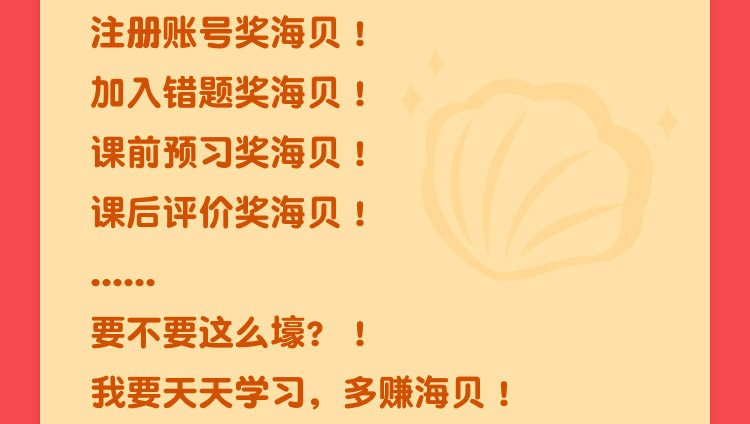 注册账号奖海贝！
加入错题奖海贝！
课前预习奖海贝！
课后评价奖海贝！
......
要不要这么壕？！
我要天天学习，多赚海贝！